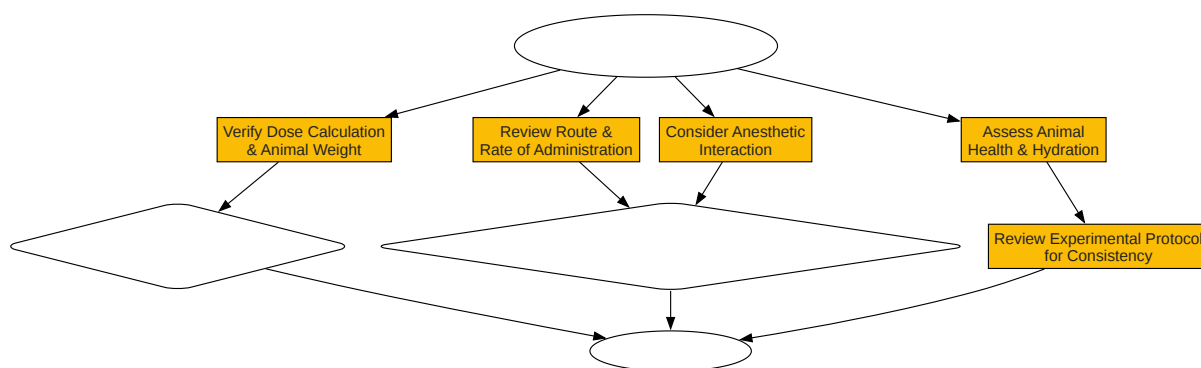 Verify Dose Calculation
& Animal Weight
Review Route &
Rate of Administration
Consider Anesthetic
Interaction
Assess Animal
Health & Hydration
Review Experimental Protocol
for Consistency